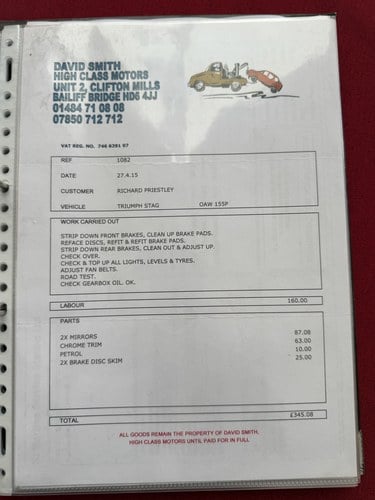 DAVID SMITH
HIGH CLASS MOTORS
UNIT 2, CLIFTON MILLS
BAILIFF BRIDGE HD6 4JJ
01484 71 08 08
07850 712 712
VAT REG. NO. 746 8281 07
REF 1082
DATE 27.4.15
CUSTOMER RICHARD PRIESTLEY
VEHICLE TRIUMPH STAG OAW 155P
WORK CARRIED OUT
STRIP DOWN FRONT BRAKES, CLEAN UP BRAKE PADS.
REFACE DISCS, REFIT & REFIT BRAKE PADS.
STRIP DOWN REAR BRAKES, CLEAN OUT & ADJUST UP.
CHECK OVER.
CHECK & TOP UP ALL LIGHTS, LEVELS & TYRES.
ADJUST FAN BELTS.
ROAD TEST.
CHECK GEARBOX OIL. OK.
LABOUR 160.00
PARTS
2X MIRRORS 87.08
CHROME TRIM 63.00
PETROL 10.00
2X BRAKE DISC SKIM 25.00
TOTAL £345.08
ALL GOODS REMAIN THE PROPERTY OF DAVID SMITH,
HIGH CLASS MOTORS UNTIL PAID FOR IN FULL